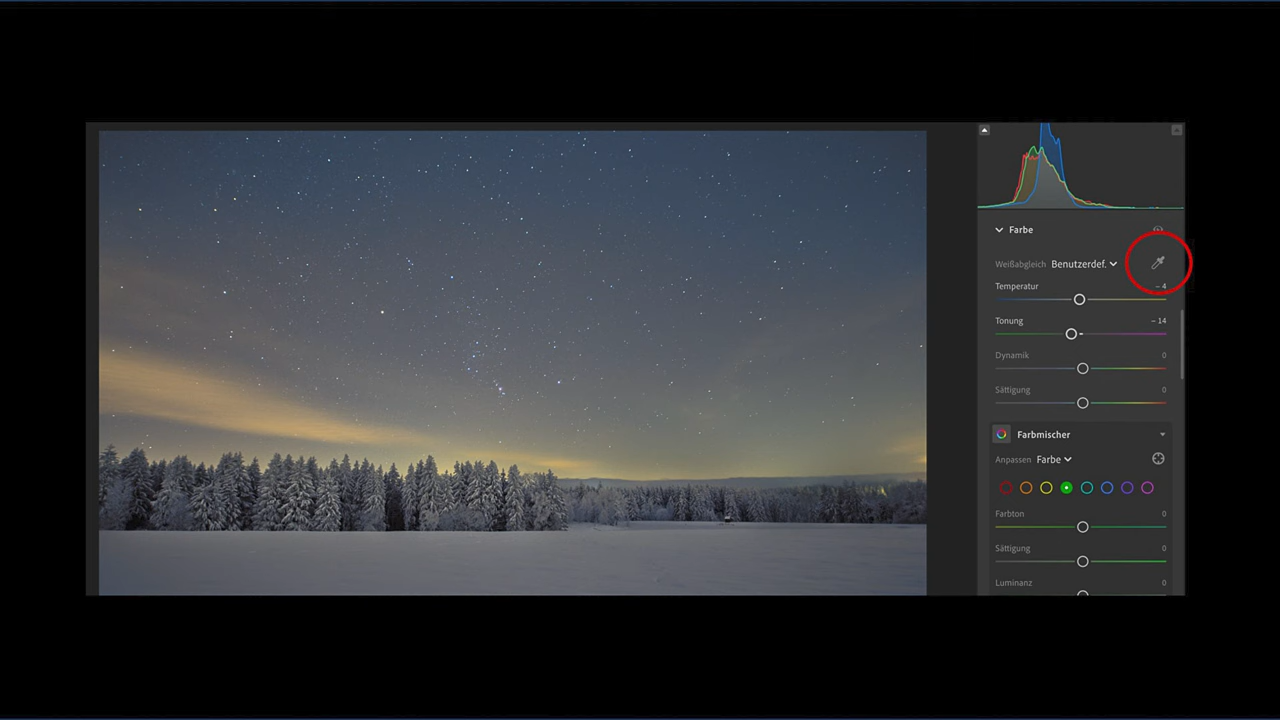 Farbe
Weißabgleich Benutzerdef.
Temperatur – 4
Tonung – 14
Dynamik 0
Sättigung 0
Farbmischer
Anpassen Farbe
Farbton 0
Sättigung 0
Luminanz 0